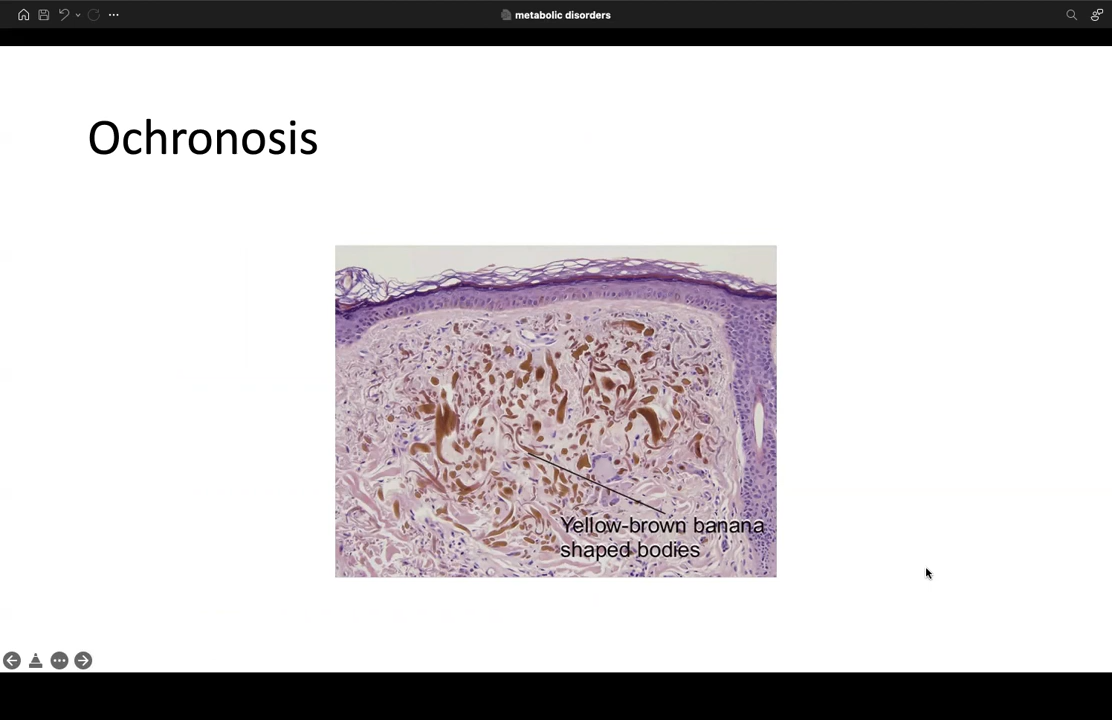 metabolic disorders
Ochronosis
Yellow-brown banana
shaped bodies